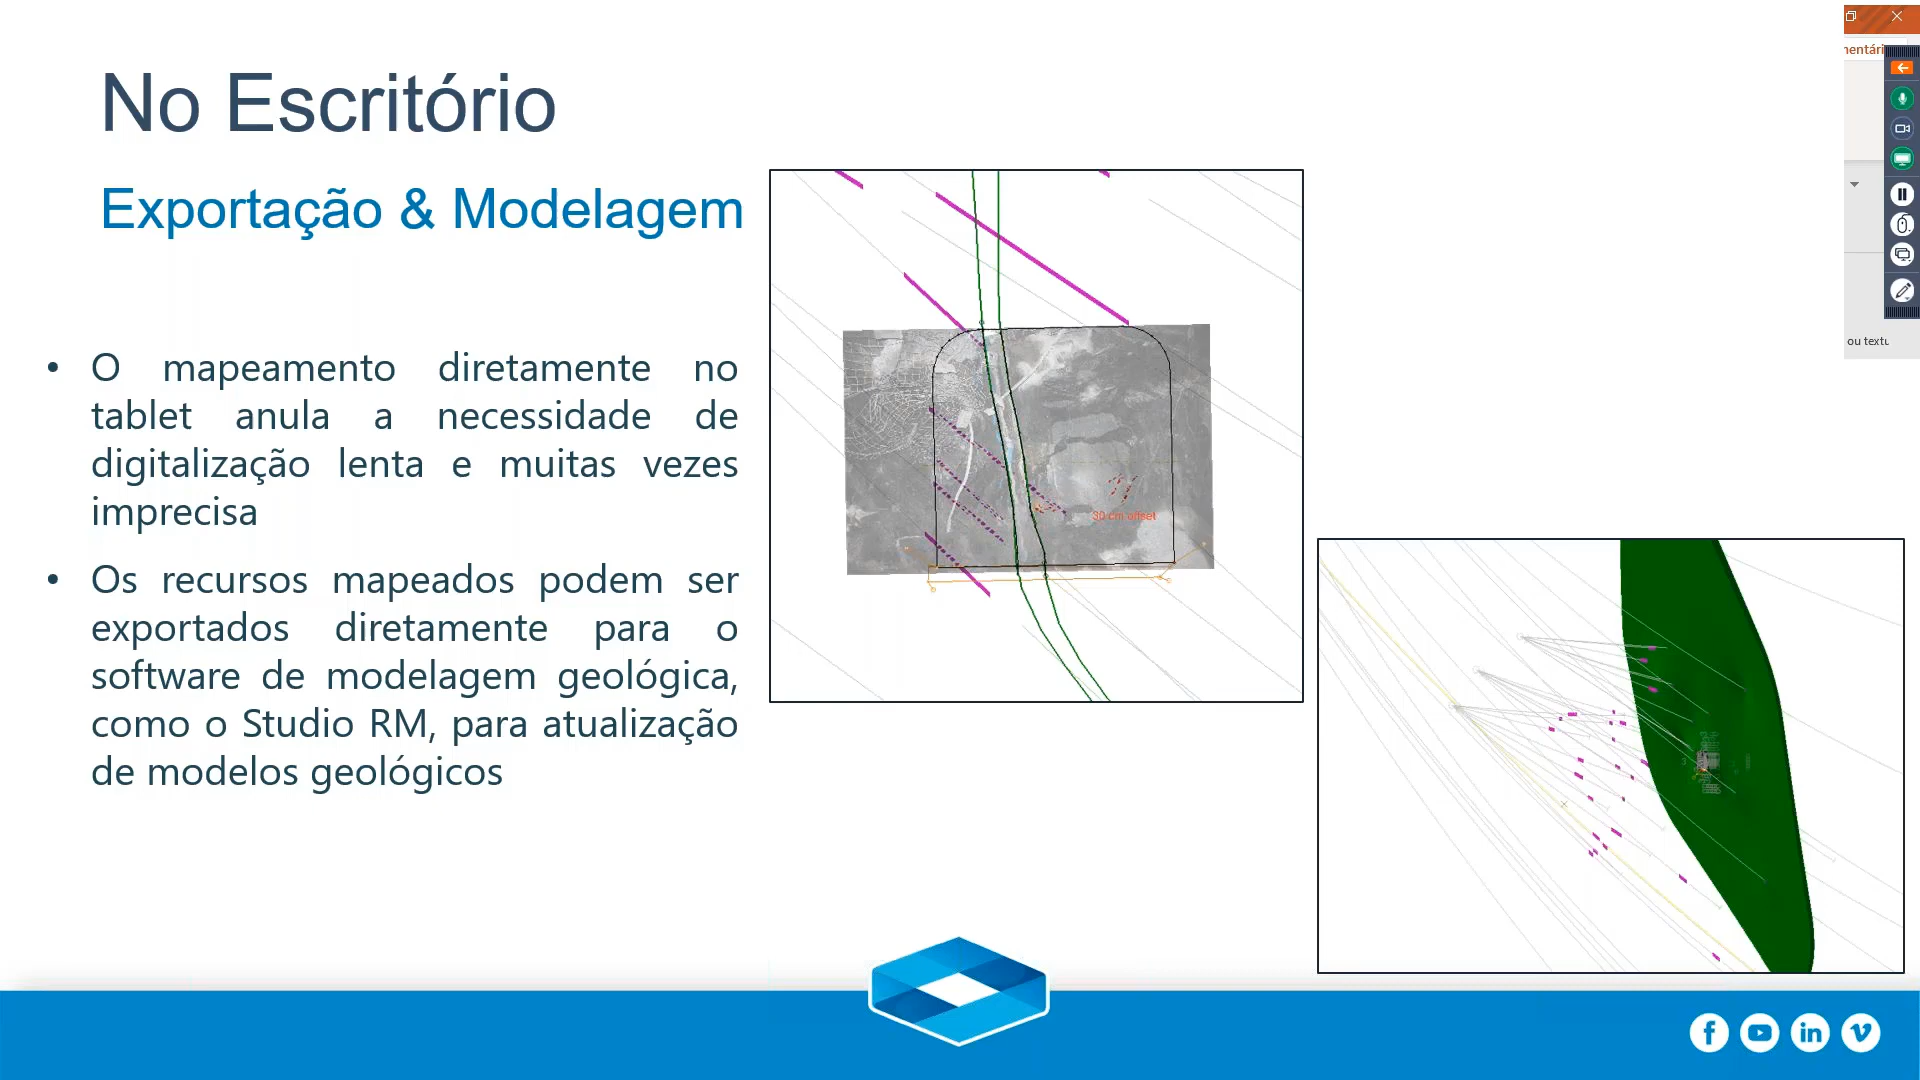 No Escritório
Exportação & Modelagem
• O mapeamento diretamente no
tablet anula a necessidade de
digitalização lenta e muitas vezes
imprecisa
• Os recursos mapeados podem ser
exportados diretamente para o
software de modelagem geológica,
como o Studio RM, para atualização
de modelos geológicos
30 cm offset
ou textu